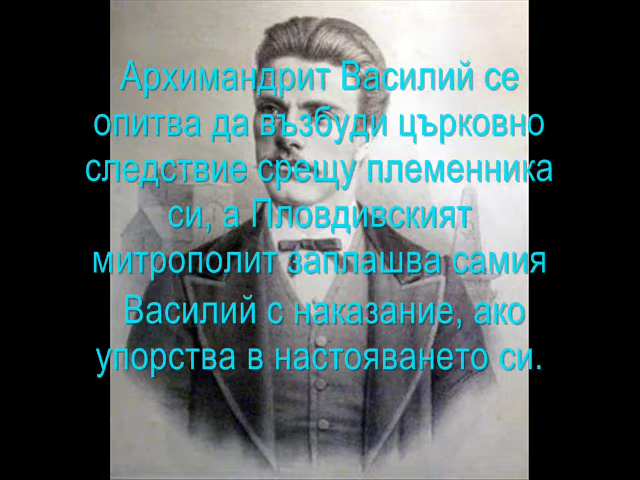 Архимандрит Василий се
опитва да възбуди църковно
следствие срещу племенника
си, а Пловдивският
митрополит заплашва самия
Василий с наказание, ако
упорства в настояването си.